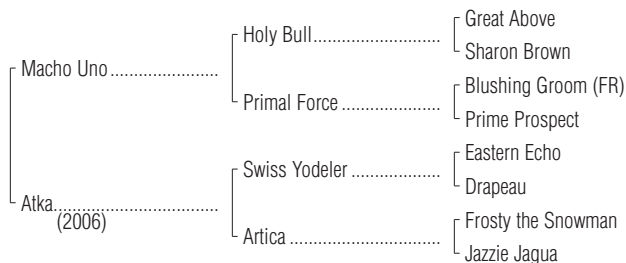 Great Above
Holy Bull
Sharon Brown
Macho Uno
Blushing Groom (FR)
Primal Force
Prime Prospect
Eastern Echo
Swiss Yodeler
Drapeau
Atka
(2006)
Frosty the Snowman
Artica
Jazzie Jagua